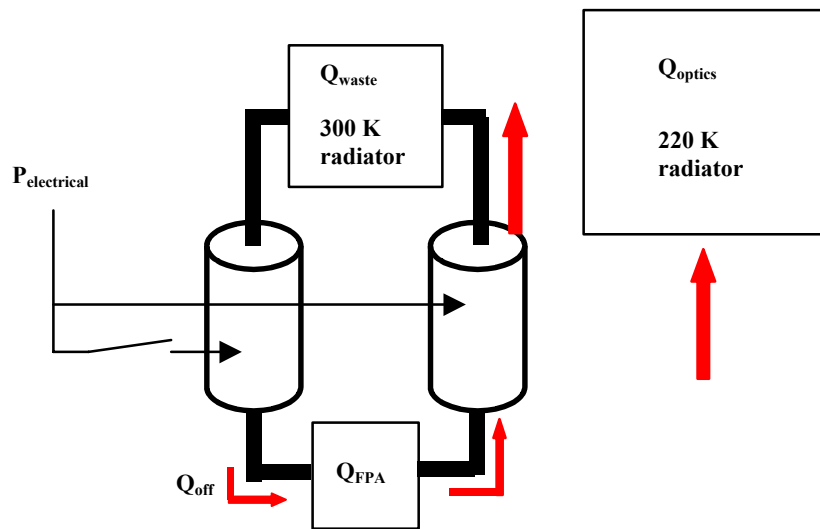 Qwaste
300 K
radiator
Qoptics
220 K
radiator
Pelectrical
Qoff
QFPA